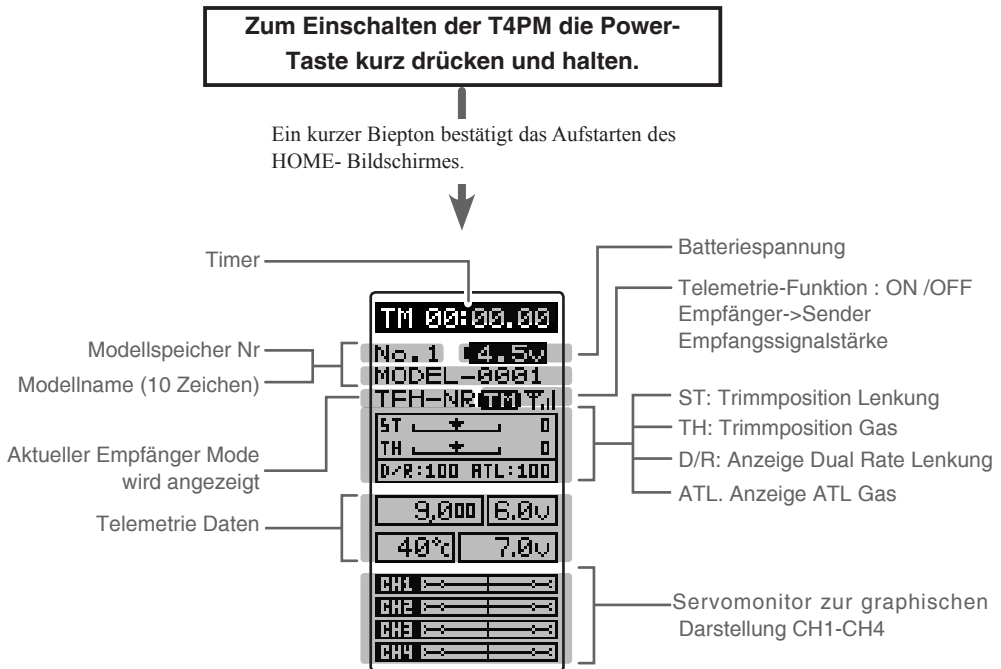 Zum Einschalten der T4PM die Power-
Taste kurz drücken und halten.
Ein kurzer Biepton bestätigt das Aufstarten des
HOME- Bildschirmes.
Timer
Modellspeicher Nr
Modellname (10 Zeichen)
Aktueller Empfänger Mode
wird angezeigt
Telemetrie Daten
TM 00:00.00
No.1 4.5v
MODEL-0001
TFH-NR TM
ST 0
TH 0
D/R:100 ATL:100
9,000 6.0v
40℃ 7.0v
CH1
CH2
CH3
CH4
Batteriespannung
Telemetrie-Funktion : ON /OFF
Empfänger->Sender
Empfangssignalstärke
ST: Trimmposition Lenkung
TH: Trimmposition Gas
D/R: Anzeige Dual Rate Lenkung
ATL. Anzeige ATL Gas
Servomonitor zur graphischen
Darstellung CH1-CH4